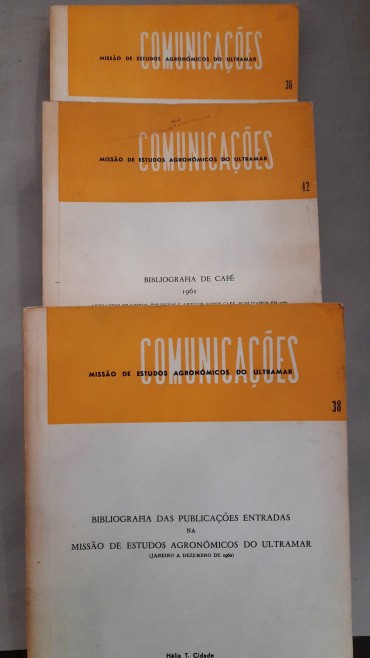 COMUNICAÇÕES
MISSÃO DE ESTUDOS AGRONÓMICOS DO ULTRAMAR
36
COMUNICAÇÕES
MISSÃO DE ESTUDOS AGRONÓMICOS DO ULTRAMAR
42
BIBLIOGRAFIA DE CAFÉ
1962
COMUNICAÇÕES
MISSÃO DE ESTUDOS AGRONÓMICOS DO ULTRAMAR
38
BIBLIOGRAFIA DAS PUBLICAÇÕES ENTRADAS
NA
MISSÃO DE ESTUDOS AGRONÓMICOS DO ULTRAMAR
(JANEIRO A DEZEMBRO DE 1962)
Hélia T. Cidade